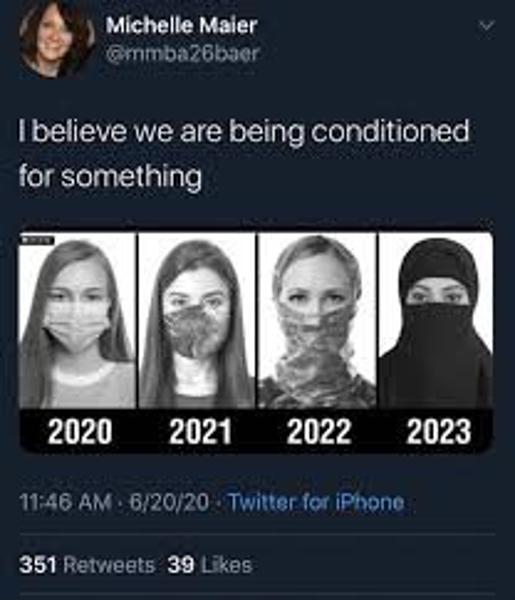 Michelle Maier
@mmba26baer
I believe we are being conditioned
for something
2020 2021 2022 2023
11:46 AM · 6/20/20 · Twitter for iPhone
351 Retweets 39 Likes